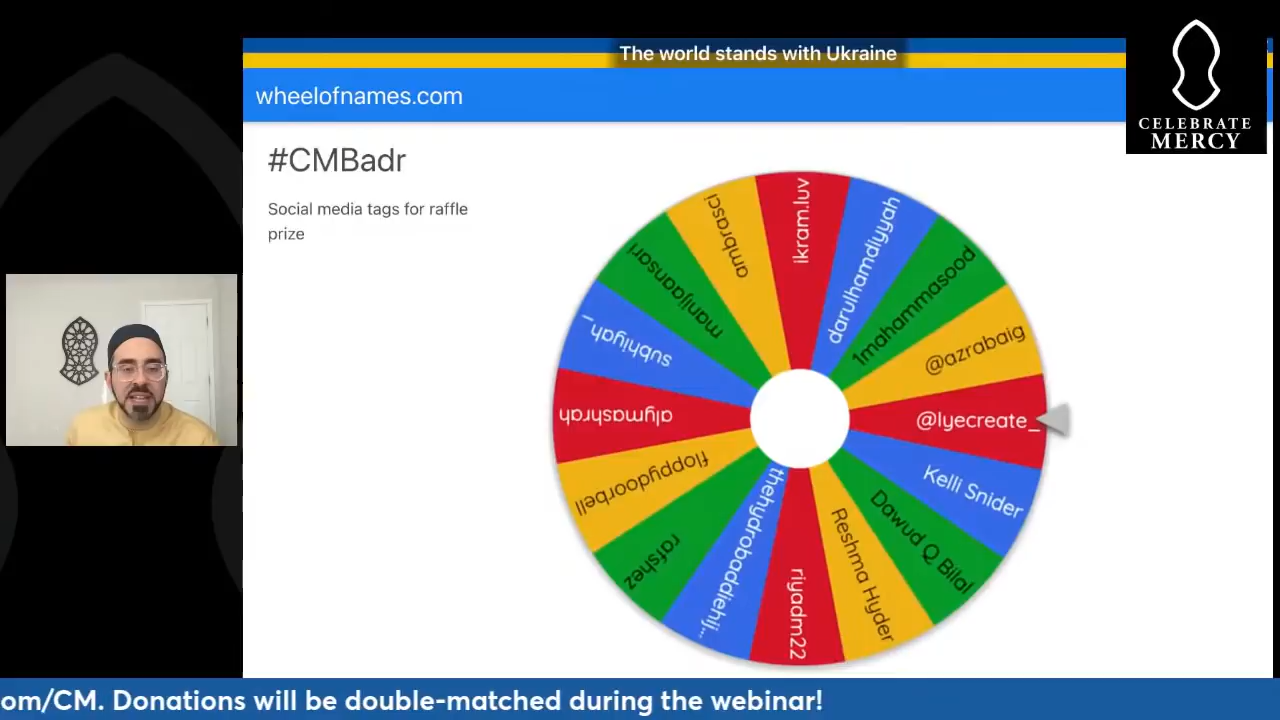 The world stands with Ukraine
wheelofnames.com
CELEBRATE
MERCY
#CMBadr
Social media tags for raffle
prize
ikram.luv
darulhamdiyyah
1mahammasood
@azrabaig
@lyecreate_
Kelli Snider
Dawud Q Bilal
Reshma Hyder
riyadm22
thehydrobaddiehij...
rafshez
floppydoorbell
alymashrah
subhiyah_
manijaansari
ambrasci
om/CM. Donations will be double-matched during the webinar!